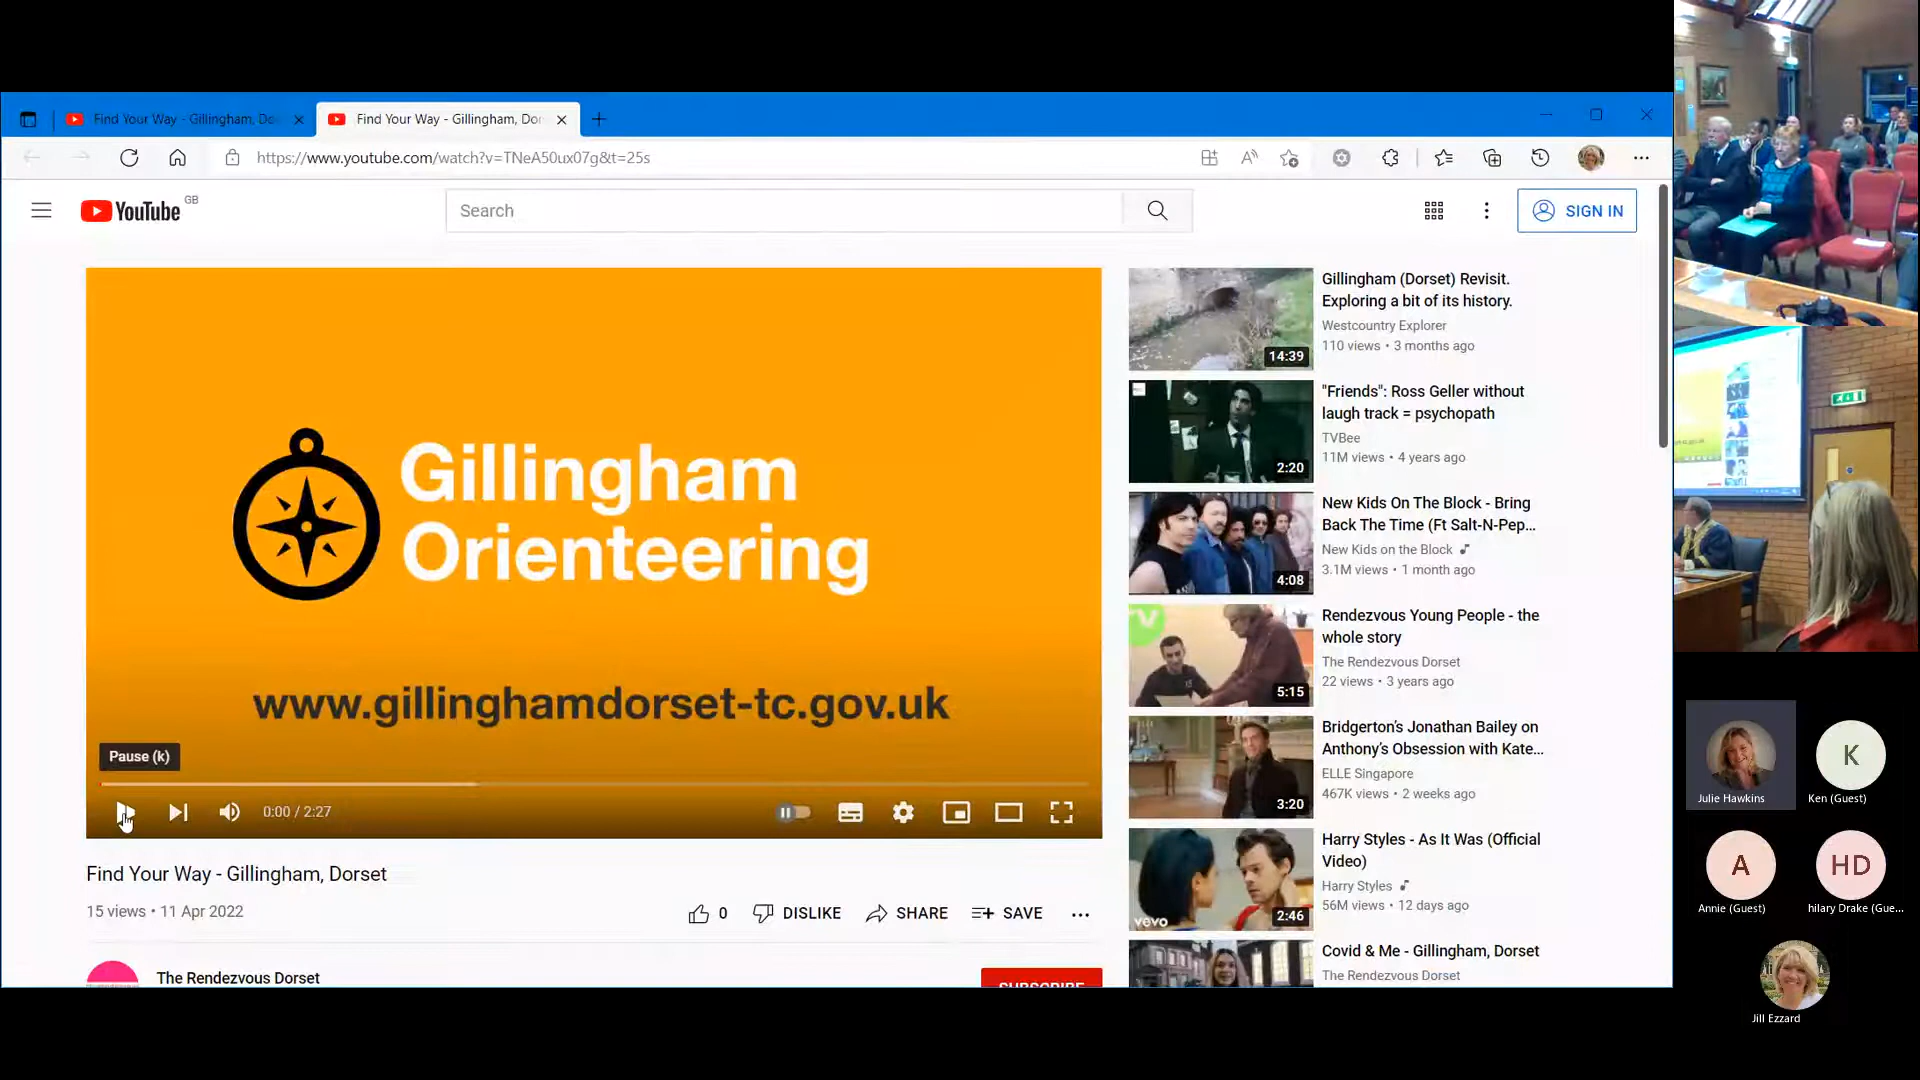 Find Your Way - Gillingham, Do
Find Your Way - Gillingham, Dor
https://www.youtube.com/watch?v=TNeA50ux07g&t=25s
YouTube GB
Search
SIGN IN
Gillingham
Orienteering
www.gillinghamdorset-tc.gov.uk
Pause (k)
0:00 / 2:27
Find Your Way - Gillingham, Dorset
15 views • 11 Apr 2022
0
DISLIKE
SHARE
SAVE
The Rendezvous Dorset
SUBSCRIBE
14:39
Gillingham (Dorset) Revisit.
Exploring a bit of its history.
Westcountry Explorer
110 views • 3 months ago
2:20
"Friends": Ross Geller without
laugh track = psychopath
TVBee
11M views • 4 years ago
4:08
New Kids On The Block - Bring
Back The Time (Ft Salt-N-Pep...
New Kids on the Block
3.1M views • 1 month ago
5:15
Rendezvous Young People - the
whole story
The Rendezvous Dorset
22 views • 3 years ago
3:20
Bridgerton's Jonathan Bailey on
Anthony's Obsession with Kate...
ELLE Singapore
467K views • 2 weeks ago
vevo
2:46
Harry Styles - As It Was (Official
Video)
Harry Styles
56M views • 12 days ago
Covid & Me - Gillingham, Dorset
The Rendezvous Dorset
Julie Hawkins
K
Ken (Guest)
A
Annie (Guest)
HD
hilary Drake (Gue...
Jill Ezzard